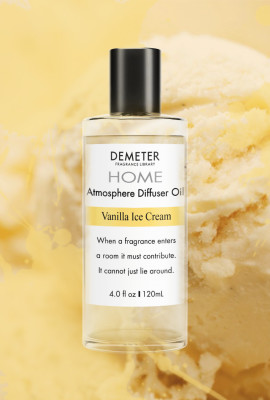 DEMETER
FRAGRANCE LIBRARY
HOME
Atmosphere Diffuser Oil
Vanilla Ice Cream
When a fragrance enters
a room it must contribute.
It cannot just lie around.
4.0 fl oz I 120mL